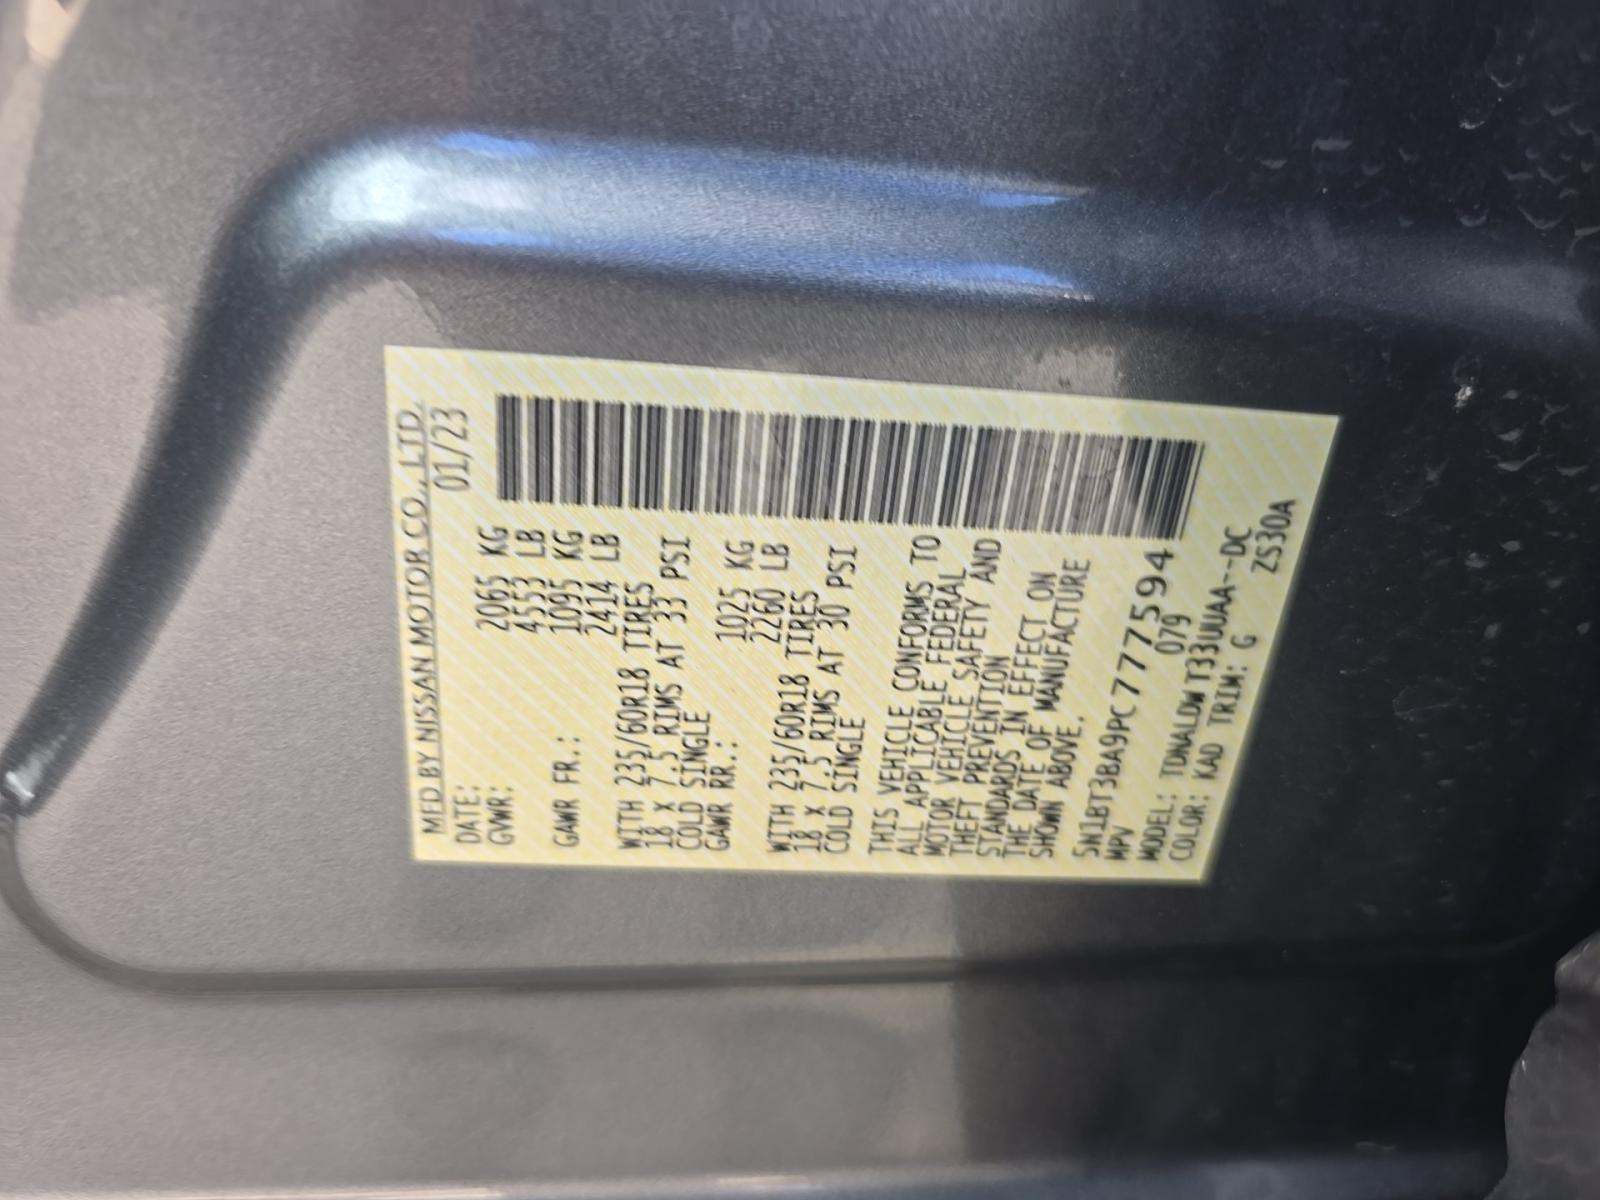 MFD BY NISSAN MOTOR CO., LTD.
DATE: 01/23
GVWR: 2065 KG
4553 LB
GAWR FR.: 1095 KG
2414 LB
WITH 235/60R18 TIRES
18 X 7.5 RIMS AT 33 PSI
COLD SINGLE
GAWR RR.: 1025 KG
2260 LB
WITH 235/60R18 TIRES
18 X 7.5 RIMS AT 30 PSI
COLD SINGLE
THIS VEHICLE CONFORMS TO
ALL APPLICABLE FEDERAL
MOTOR VEHICLE SAFETY AND
THEFT PREVENTION
STANDARDS IN EFFECT ON
THE DATE OF MANUFACTURE
SHOWN ABOVE.
5N1BT3BA9PC777594
MPV 079
MODEL: TDNALDW T33UUAA--DC
COLOR: KAD TRIM: G ZS30A